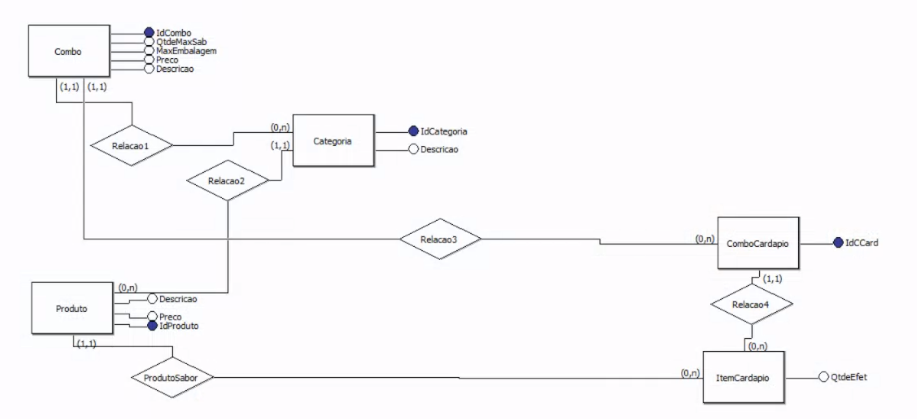 IdCombo
QtdeMaxSab
Combo
MaxEmbalagem
Preco
Descricao
(1,1) (1,1)
(0,n)
Relacao1
(1,1)
Categoria
IdCategoria
Descricao
Relacao2
Relacao3
(0,n)
ComboCardapio
IdCCard
(1,1)
Relacao4
(0,n)
(0,n)
Descricao
Produto
Preco
IdProduto
(1,1)
ProdutoSabor
(0,n)
ItemCardapio
QtdeEfet